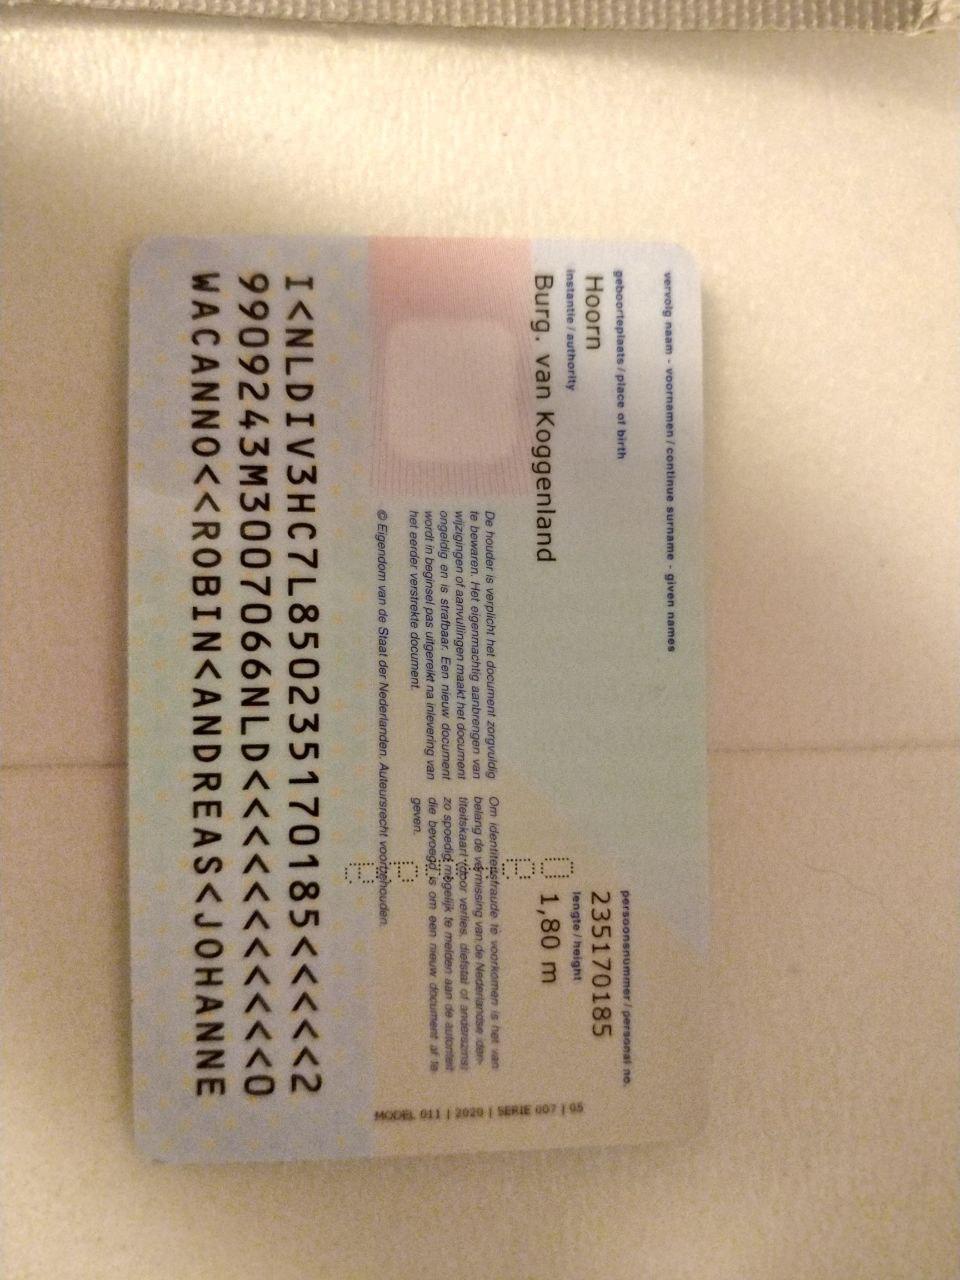 vervolg naam - voornamen / continue surname - given names
geboorteplaats / place of birth
Hoorn
instantie / authority
Burg. van Koggenland
persoonsnummer / personal no.
235170185
lengte / height
1,80 m
De houder is verplicht het document zorgvuldig
te bewaren. Het eigenmachtig aanbrengen van
wijzigingen of aanvullingen maakt het document
ongeldig en is strafbaar. Een nieuw document
wordt in beginsel pas uitgereikt na inlevering van
het eerder verstrekte document.
Om identiteitsfraude te voorkomen is het van
belang de vermissing van de Nederlandse iden-
titeitskaart (door verlies, diefstal of anderszins)
zo spoedig mogelijk te melden aan de autoriteit
die bevoegd is om een nieuw document af te
geven.
© Eigendom van de Staat der Nederlanden. Auteursrecht voorbehouden.
MODEL 011 | 2020 | SERIE 007 | 05
I<NLDIV3HC7L850235170185<<<<<2
9909243M3007066NLD<<<<<<<<<<<0
WACANNO<<ROBIN<ANDREAS<JOHANNE